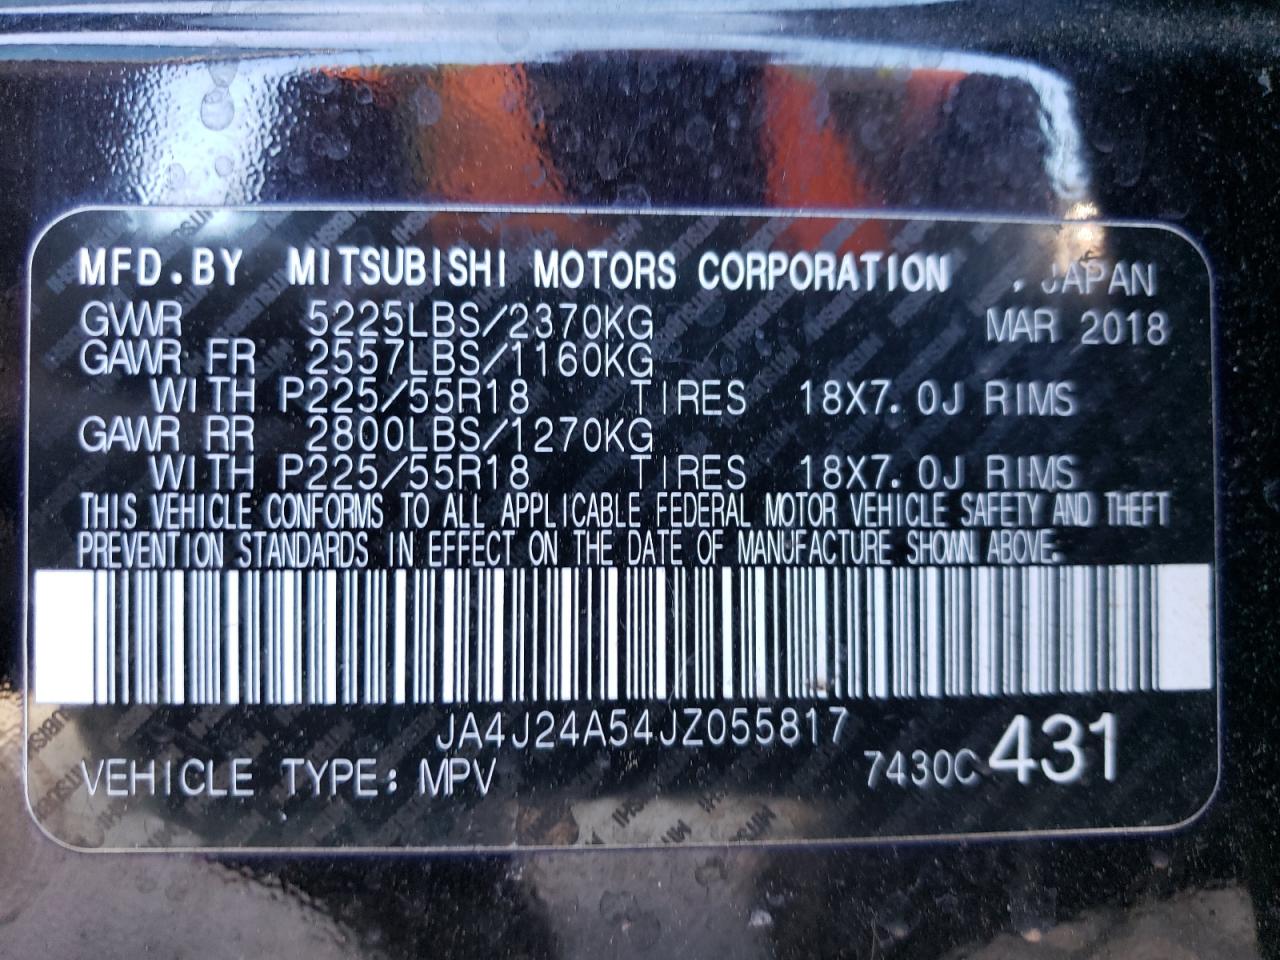 MFD.BY MITSUBISHI MOTORS CORPORATION , JAPAN
GVWR 5225LBS/2370KG MAR 2018
GAWR FR 2557LBS/1160KG
WITH P225/55R18 TIRES 18X7.0J RIMS
GAWR RR 2800LBS/1270KG
WITH P225/55R18 TIRES 18X7.0J RIMS
THIS VEHICLE CONFORMS TO ALL APPLICABLE FEDERAL MOTOR VEHICLE SAFETY AND THEFT
PREVENTION STANDARDS IN EFFECT ON THE DATE OF MANUFACTURE SHOWN ABOVE.
JA4J24A54JZ055817
VEHICLE TYPE: MPV 7430C 431